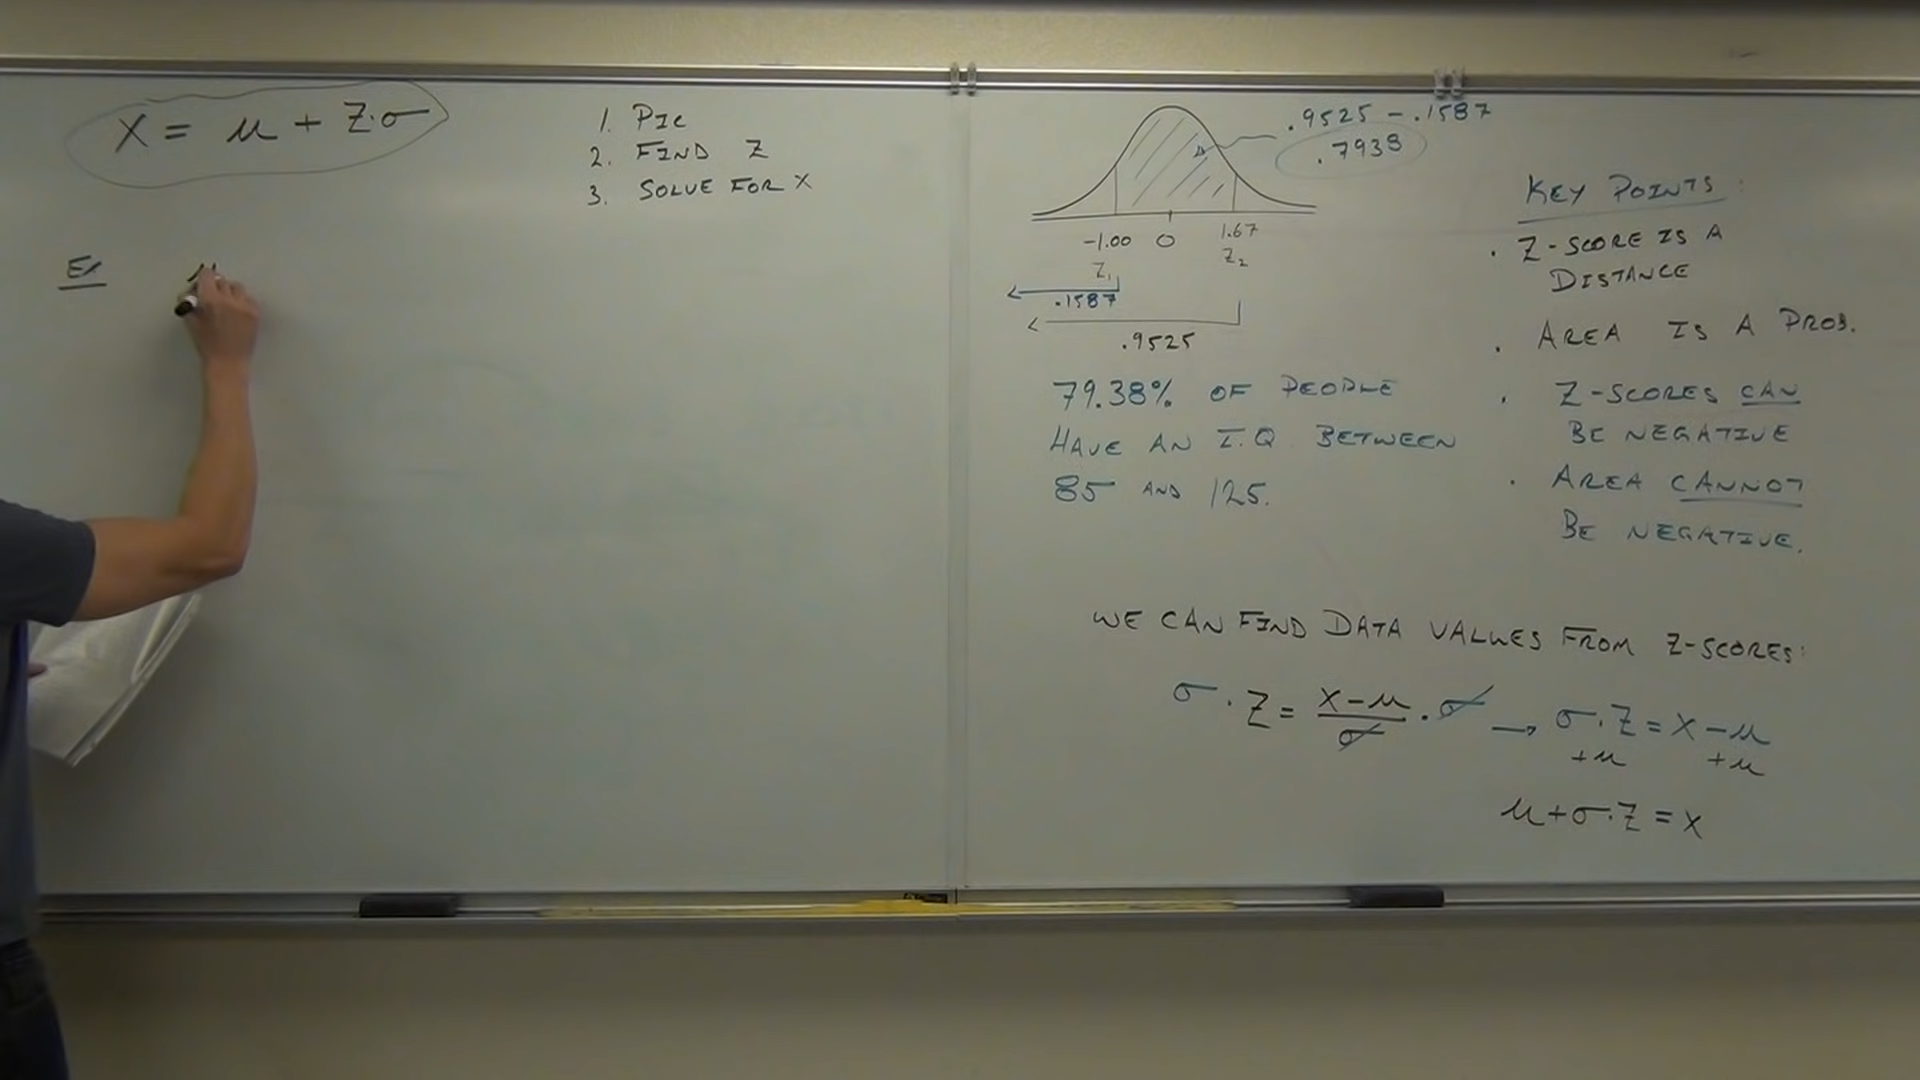 X = μ + Z·σ
1. PIC
2. FIND Z
3. SOLVE FOR X
Ex
μ
.9525 - .1587
.7938
-1.00 0 1.67
Z₁ Z₂
.1587
.9525
79.38% OF PEOPLE
HAVE AN I.Q. BETWEEN
85 AND 125.
KEY POINTS:
· Z-SCORE IS A
DISTANCE
· AREA IS A PROB.
· Z-SCORES CAN
BE NEGATIVE
· AREA CANNOT
BE NEGATIVE.
WE CAN FIND DATA VALUES FROM Z-SCORES:
σ · Z = X-μ/σ · σ → σ·Z = X-μ
+μ +μ
μ+σ·Z = X